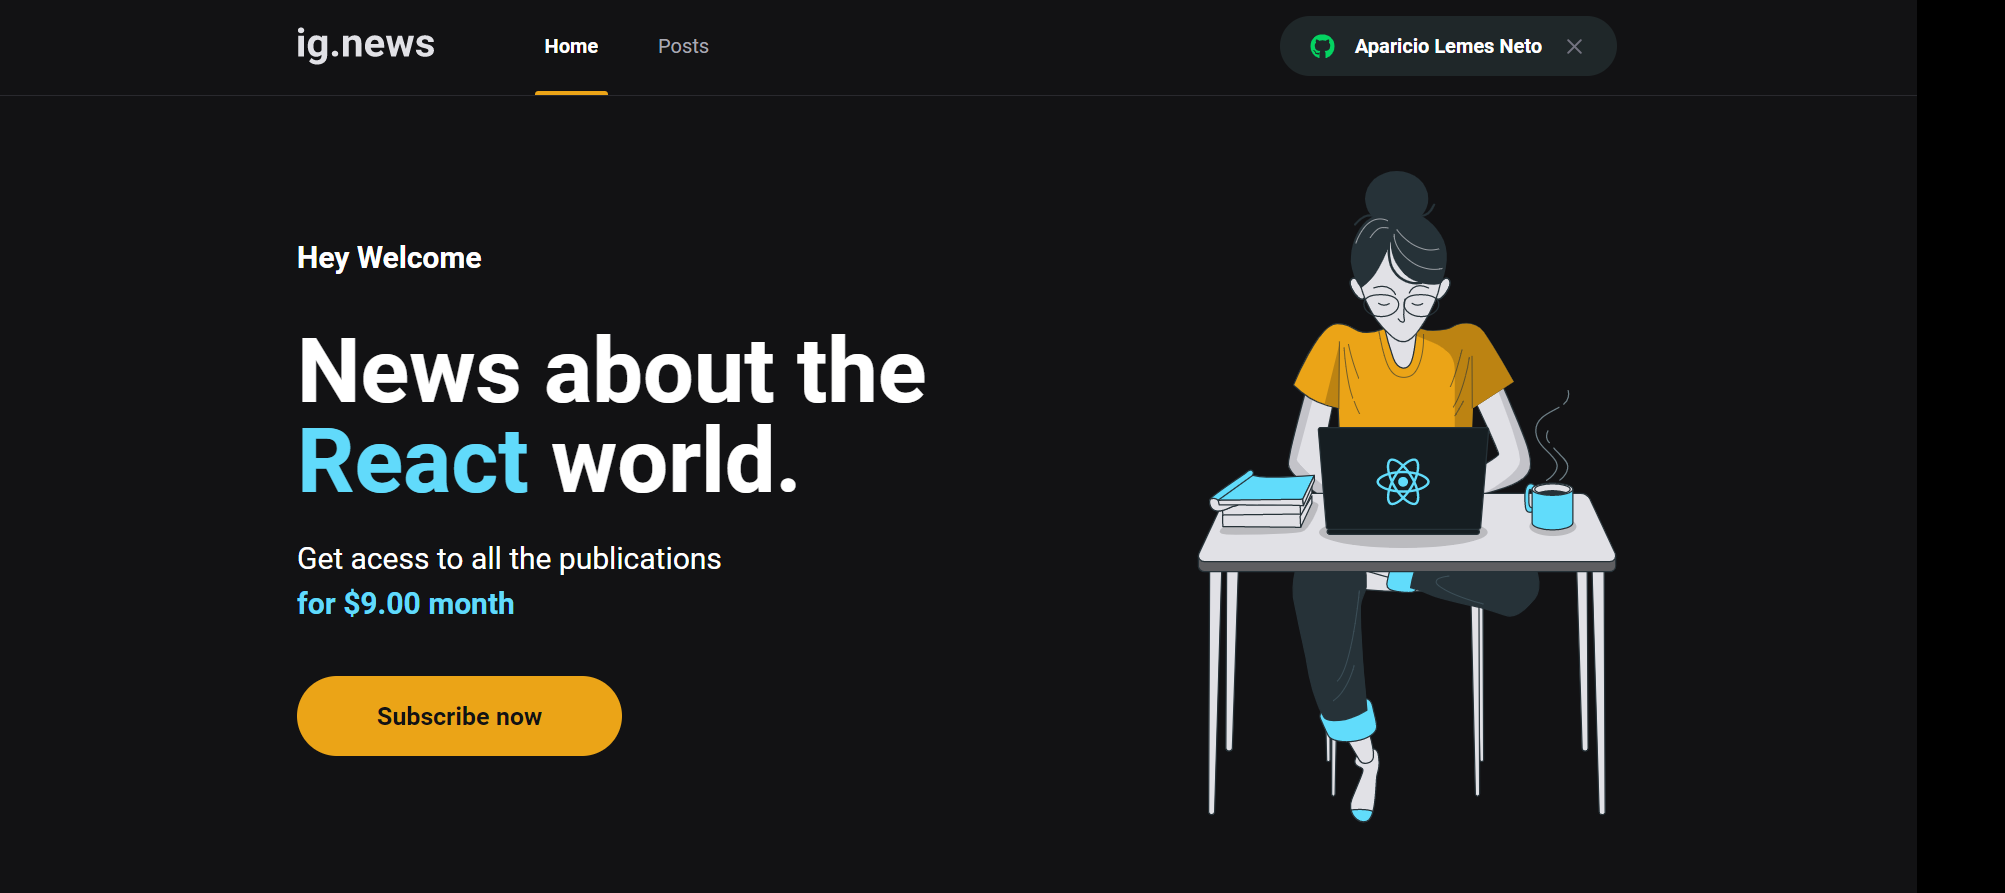 ig.news
Home
Posts
Aparicio Lemes Neto
Hey Welcome
News about the
React world.
Get acess to all the publications
for $9.00 month
Subscribe now